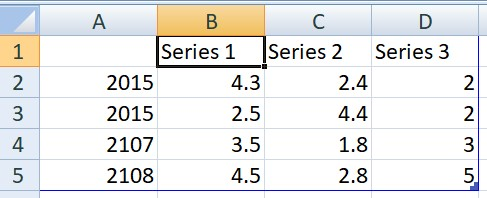 A B C D
1 Series 1 Series 2 Series 3
2 2015 4.3 2.4 2
3 2015 2.5 4.4 2
4 2107 3.5 1.8 3
5 2108 4.5 2.8 5